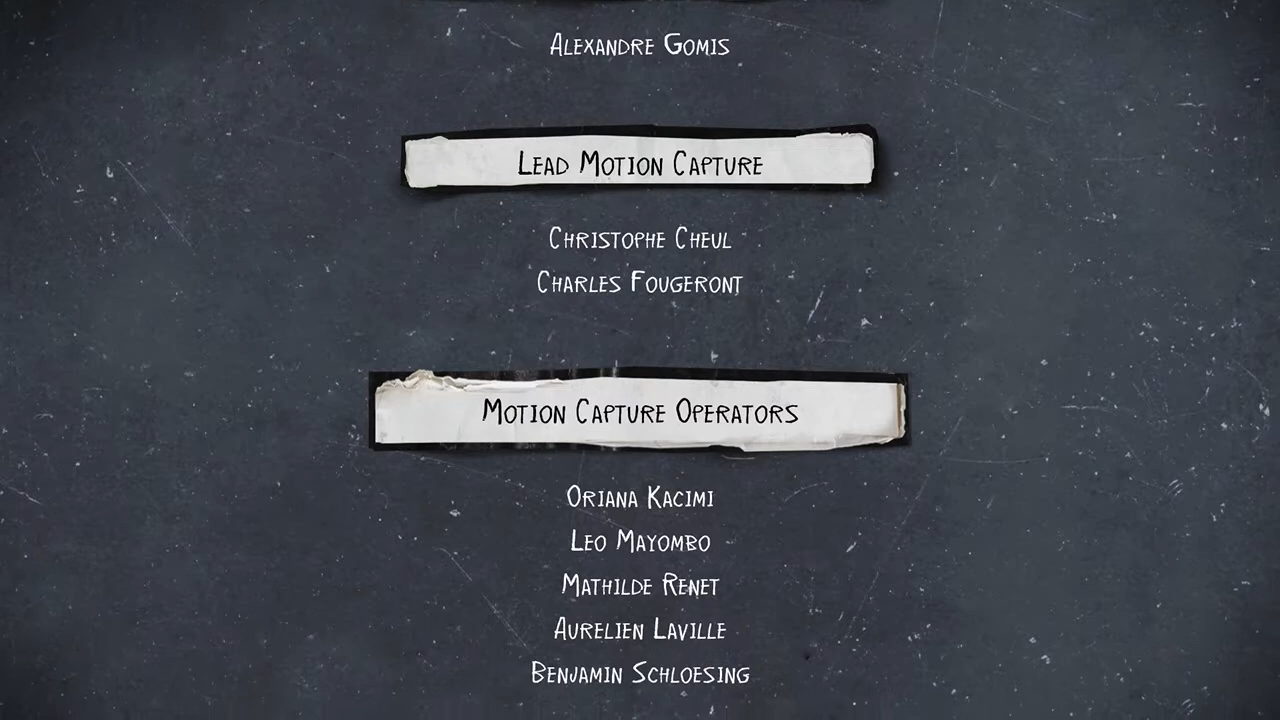 Alexandre Gomis
Lead Motion Capture
Christophe Cheul
Charles Fougeront
Motion Capture Operators
Oriana Kacimi
Leo Mayombo
Mathilde Renet
Aurelien Laville
Benjamin Schloesing